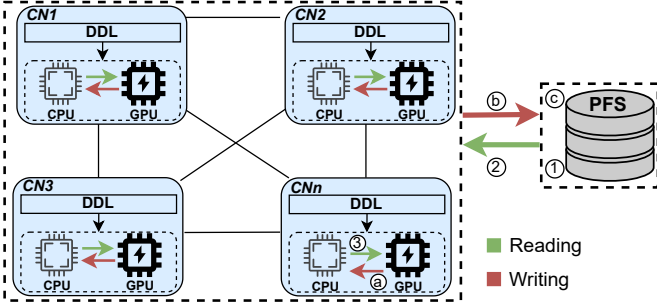 CN1
DDL
CPU
GPU
CN2
DDL
CPU
GPU
b
2
c
PFS
1
CN3
DDL
CPU
GPU
CNn
DDL
3
a
CPU
GPU
Reading
Writing